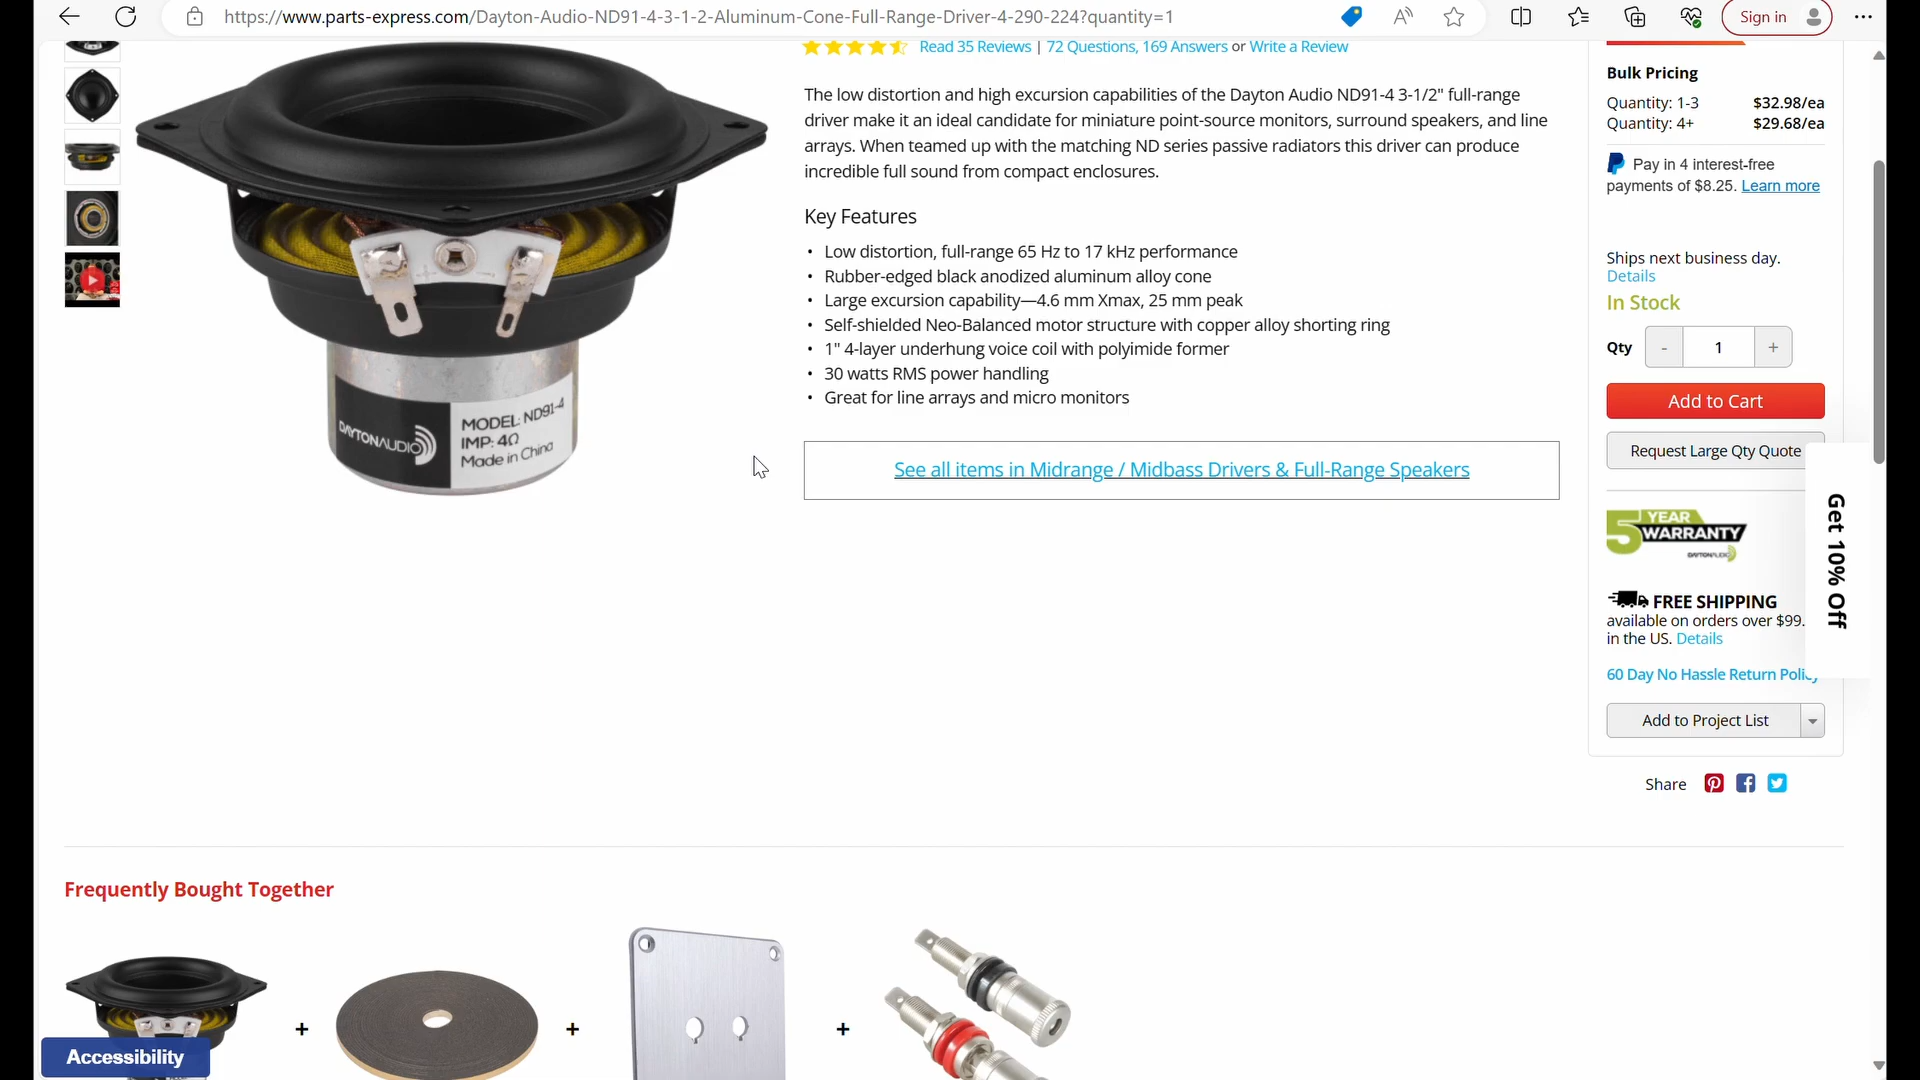 https://www.parts-express.com/Dayton-Audio-ND91-4-3-1-2-Aluminum-Cone-Full-Range-Driver-4-290-224?quantity=1
Sign in
Read 35 Reviews | 72 Questions, 169 Answers or Write a Review
The low distortion and high excursion capabilities of the Dayton Audio ND91-4 3-1/2" full-range
driver make it an ideal candidate for miniature point-source monitors, surround speakers, and line
arrays. When teamed up with the matching ND series passive radiators this driver can produce
incredible full sound from compact enclosures.
Key Features
• Low distortion, full-range 65 Hz to 17 kHz performance
• Rubber-edged black anodized aluminum alloy cone
• Large excursion capability—4.6 mm Xmax, 25 mm peak
• Self-shielded Neo-Balanced motor structure with copper alloy shorting ring
• 1" 4-layer underhung voice coil with polyimide former
• 30 watts RMS power handling
• Great for line arrays and micro monitors
See all items in Midrange / Midbass Drivers & Full-Range Speakers
DAYTONAUDIO
MODEL: ND91-4
IMP: 4Ω
Made in China
Bulk Pricing
Quantity: 1-3 $32.98/ea
Quantity: 4+ $29.68/ea
Pay in 4 interest-free
payments of $8.25. Learn more
Ships next business day.
Details
In Stock
Qty - 1 +
Add to Cart
Request Large Qty Quote
5 YEAR
WARRANTY
DAYTONAUDIO
Get 10% Off
FREE SHIPPING
available on orders over $99.
in the US. Details
60 Day No Hassle Return Policy
Add to Project List
Share
Frequently Bought Together
+ + +
Accessibility